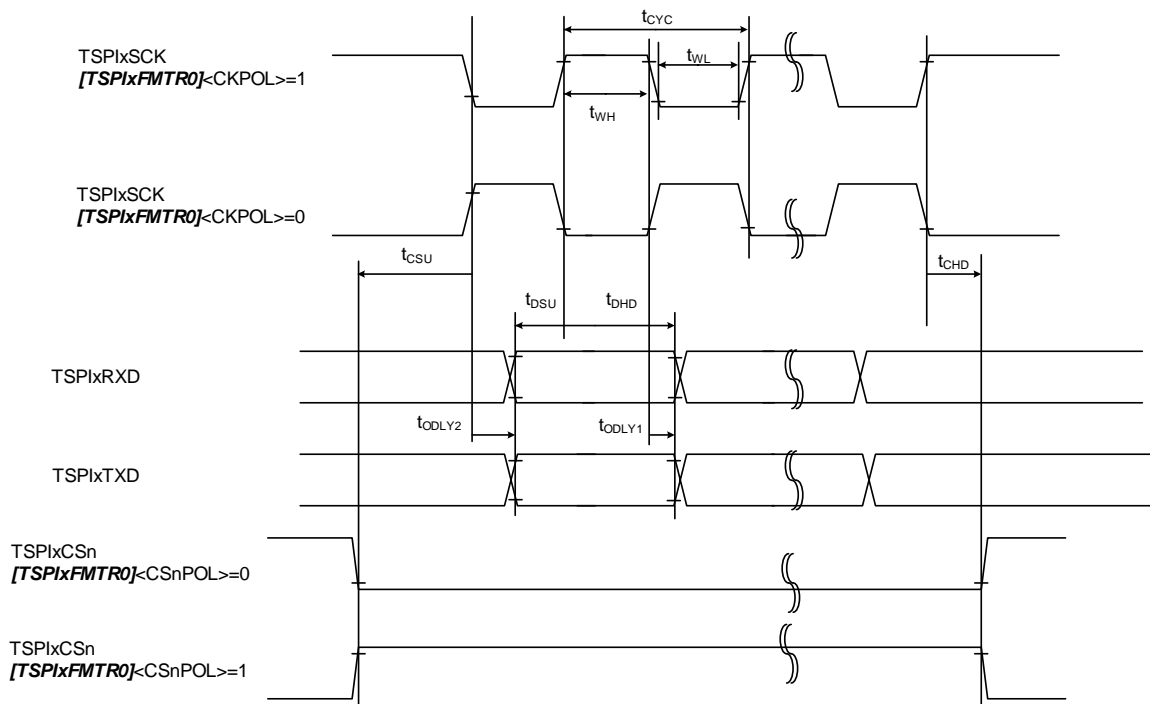 tCYC
TSPIxSCK
[TSPIxFMTR0]<CKPOL>=1
tWL
tWH
TSPIxSCK
[TSPIxFMTR0]<CKPOL>=0
tCSU
tCHD
tDSU
tDHD
TSPIxRXD
tODLY2
tODLY1
TSPIxTXD
TSPIxCSn
[TSPIxFMTR0]<CSnPOL>=0
TSPIxCSn
[TSPIxFMTR0]<CSnPOL>=1